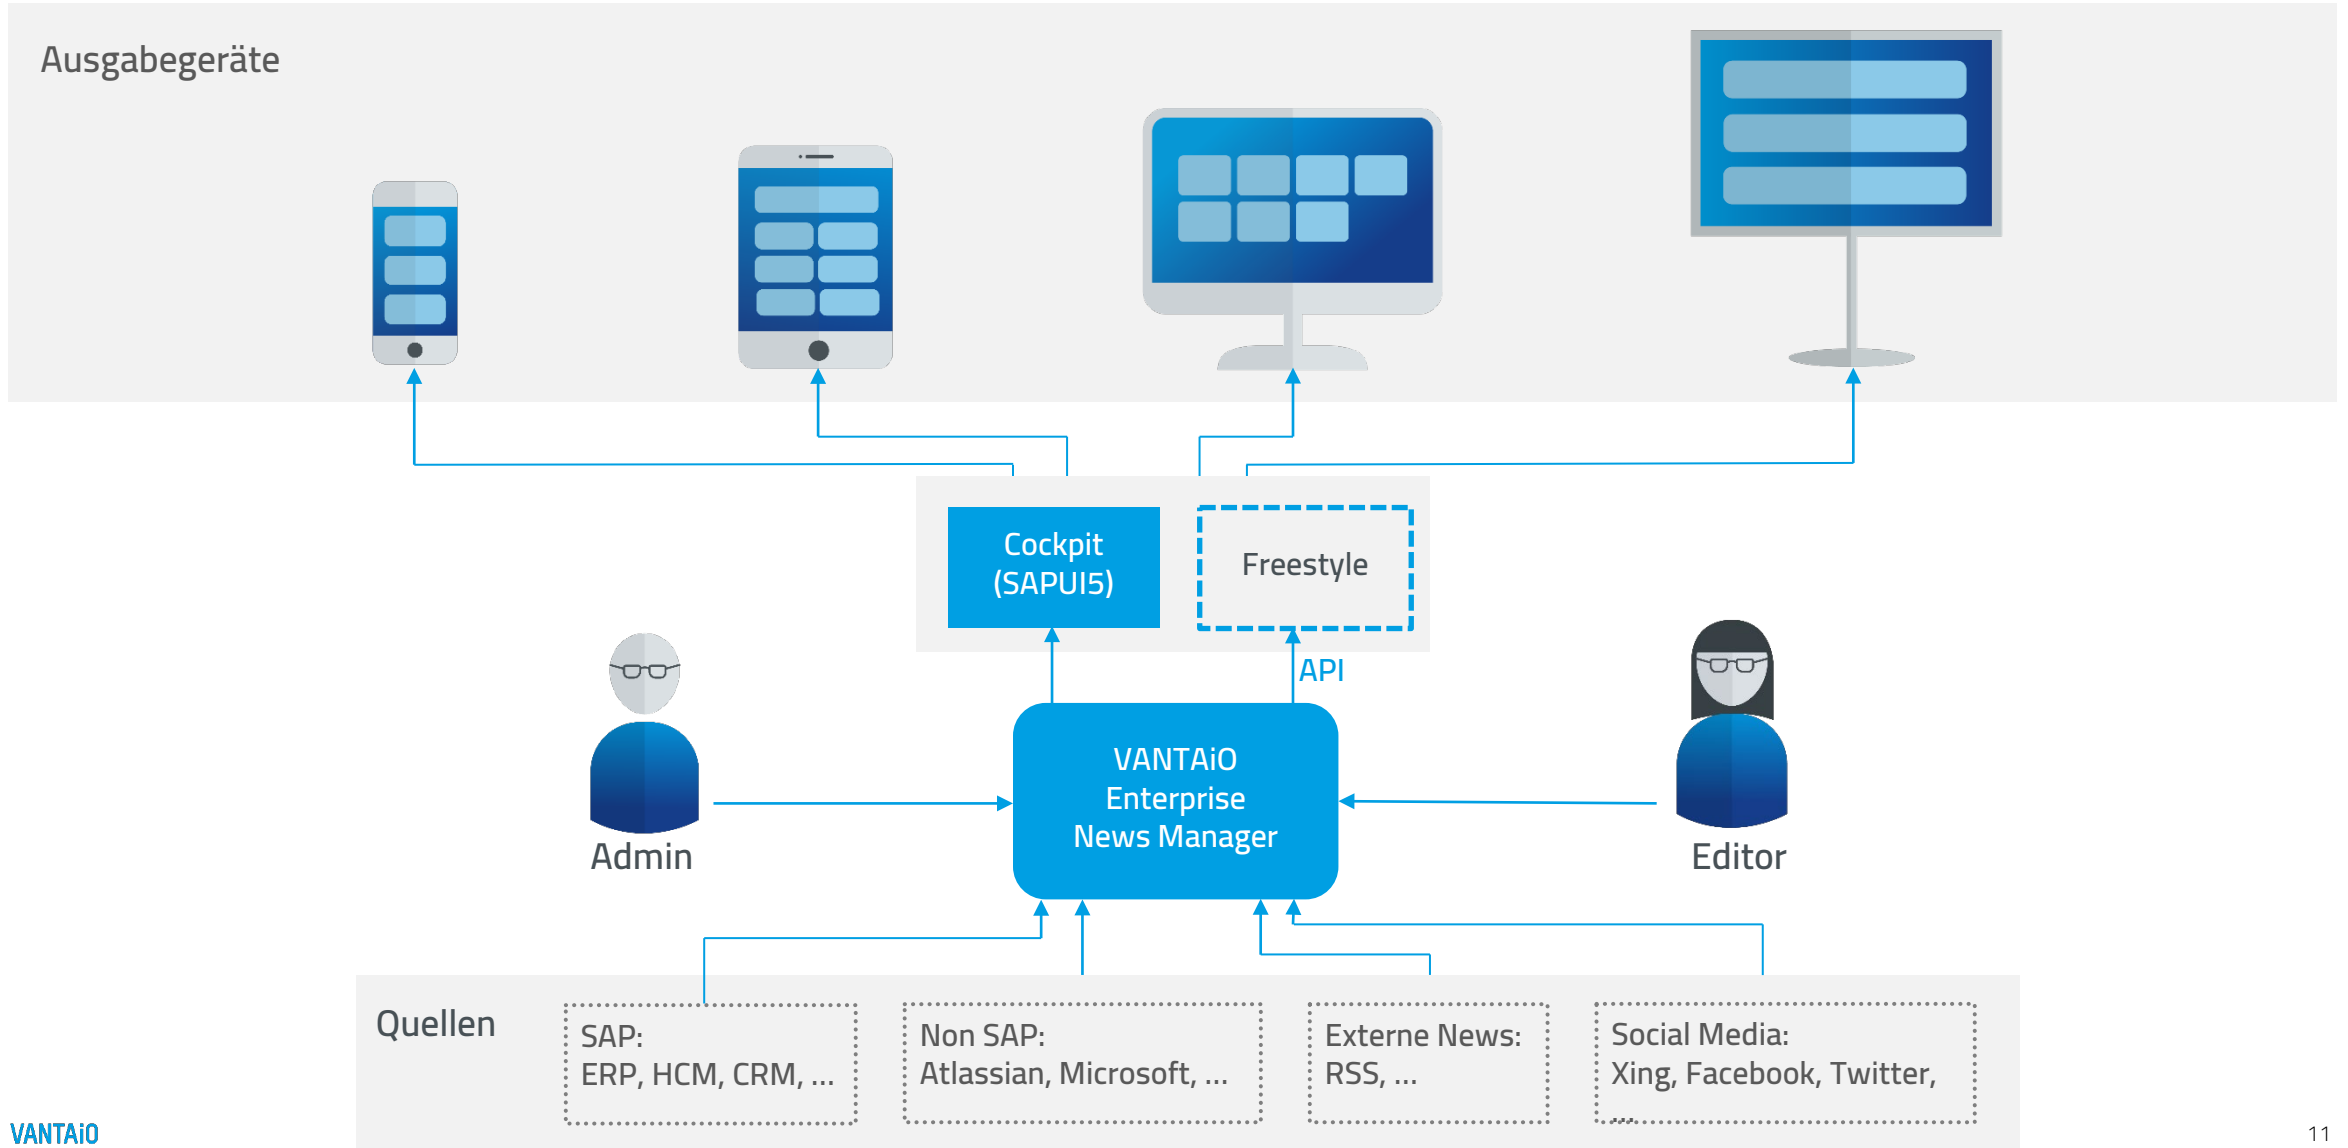 Ausgabegeräte
Cockpit
(SAPUI5)
Freestyle
API
VANTAiO
Enterprise
News Manager
Admin
Editor
Quellen
SAP:
ERP, HCM, CRM, ...
Non SAP:
Atlassian, Microsoft, ...
Externe News:
RSS, ...
Social Media:
Xing, Facebook, Twitter,
...
VANTAiO
11